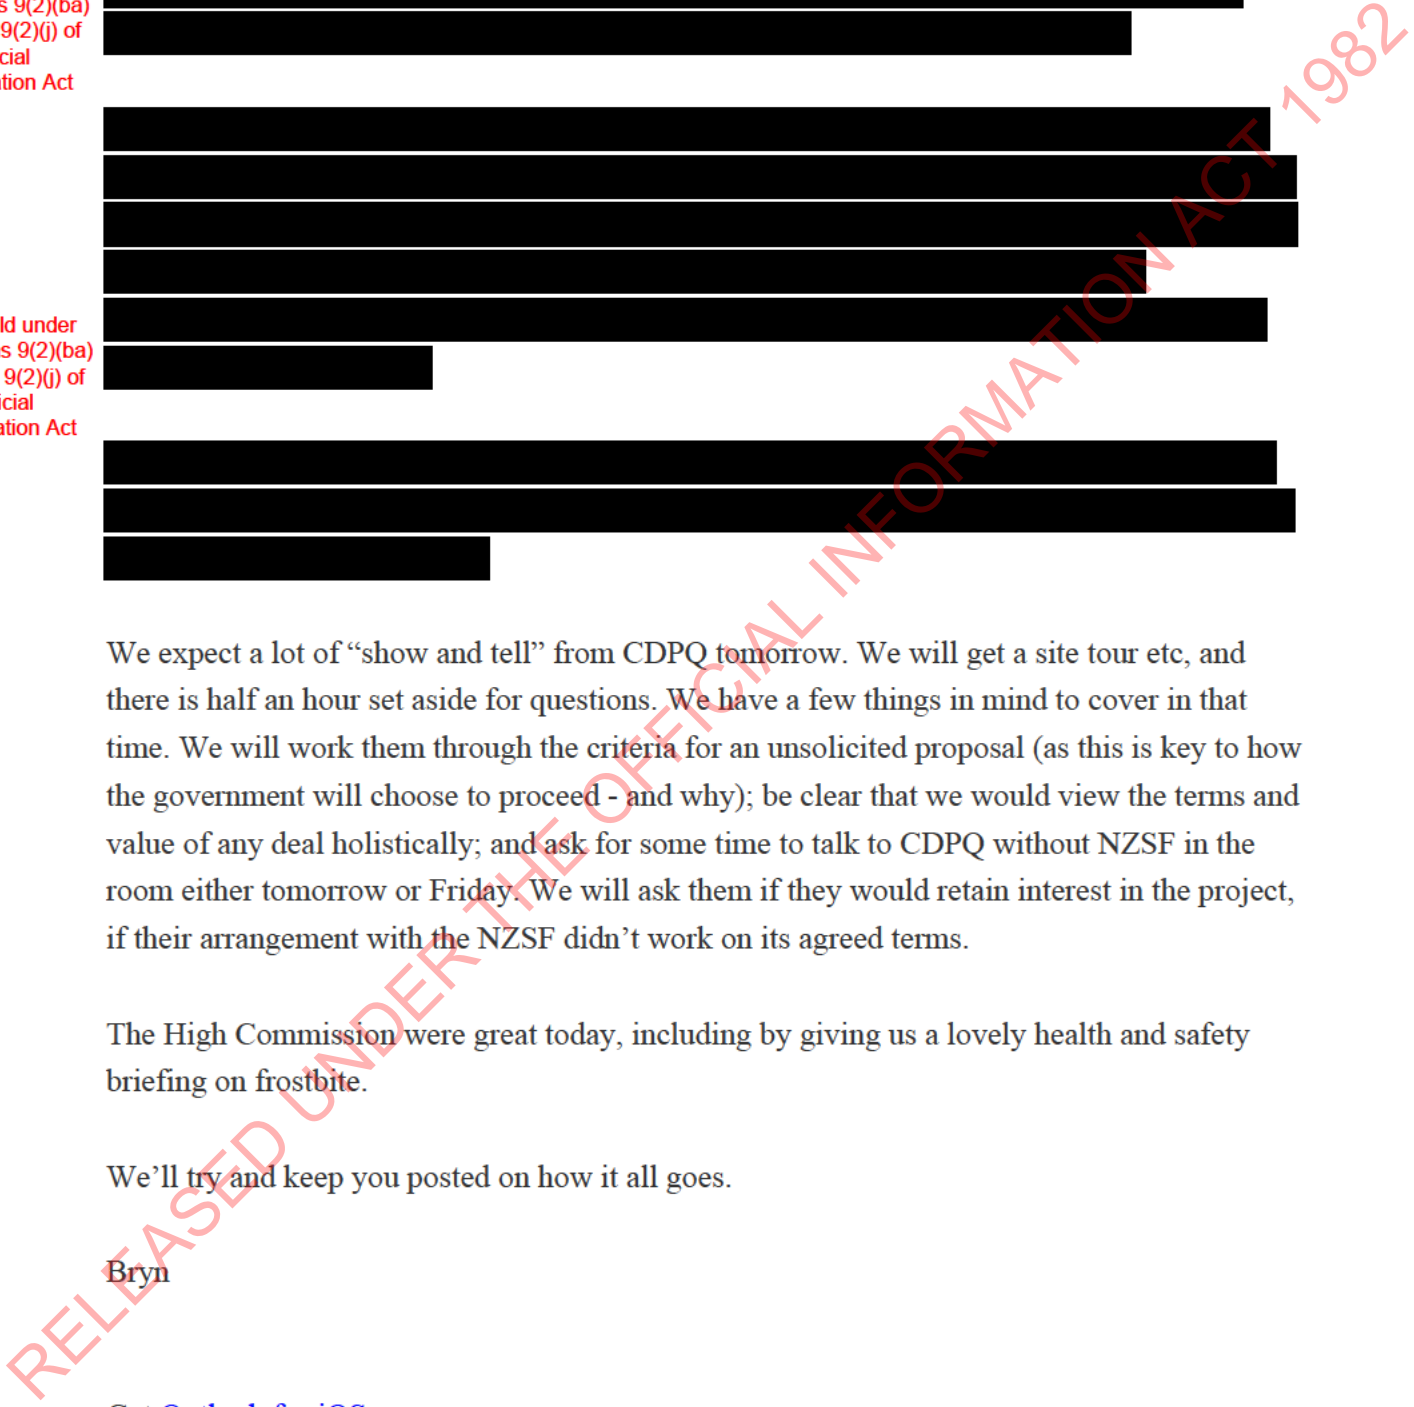 s 9(2)(ba)
9(2)(j) of
cial
tion Act
ld under
s 9(2)(ba)
9(2)(j) of
icial
ation Act
We expect a lot of “show and tell” from CDPQ tomorrow. We will get a site tour etc, and
there is half an hour set aside for questions. We have a few things in mind to cover in that
time. We will work them through the criteria for an unsolicited proposal (as this is key to how
the government will choose to proceed - and why); be clear that we would view the terms and
value of any deal holistically; and ask for some time to talk to CDPQ without NZSF in the
room either tomorrow or Friday. We will ask them if they would retain interest in the project,
if their arrangement with the NZSF didn’t work on its agreed terms.
The High Commission were great today, including by giving us a lovely health and safety
briefing on frostbite.
We’ll try and keep you posted on how it all goes.
Bryn
Get Outlook for iOS
RELEASED UNDER THE OFFICIAL INFORMATION ACT 1982